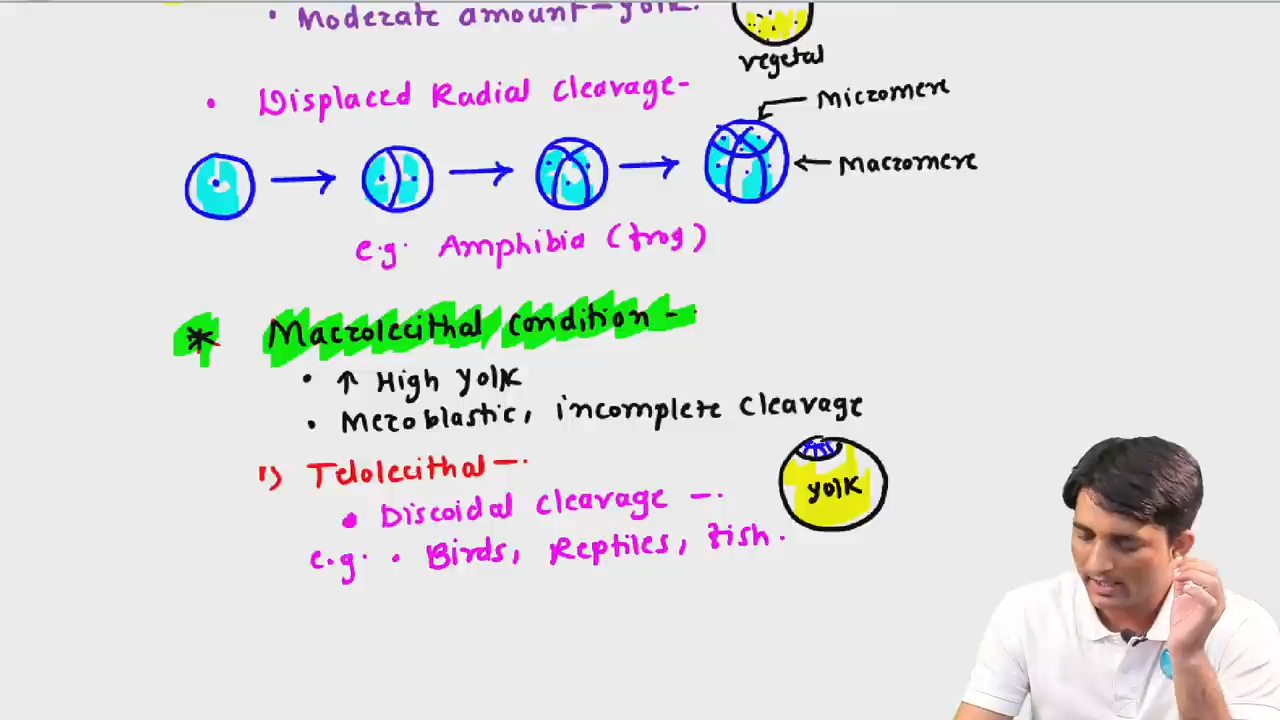 • Moderate amount - yolk.
vegetal
• Displaced Radial cleavage-
Micromere
Macromere
e.g. Amphibia (frog)
* Macrolecithal condition -.
• ↑ High yolk
• Meroblastic, incomplete cleavage
1) Telolecithal -.
yolk
• Discoidal cleavage -.
e.g. • Birds, Reptiles, fish.